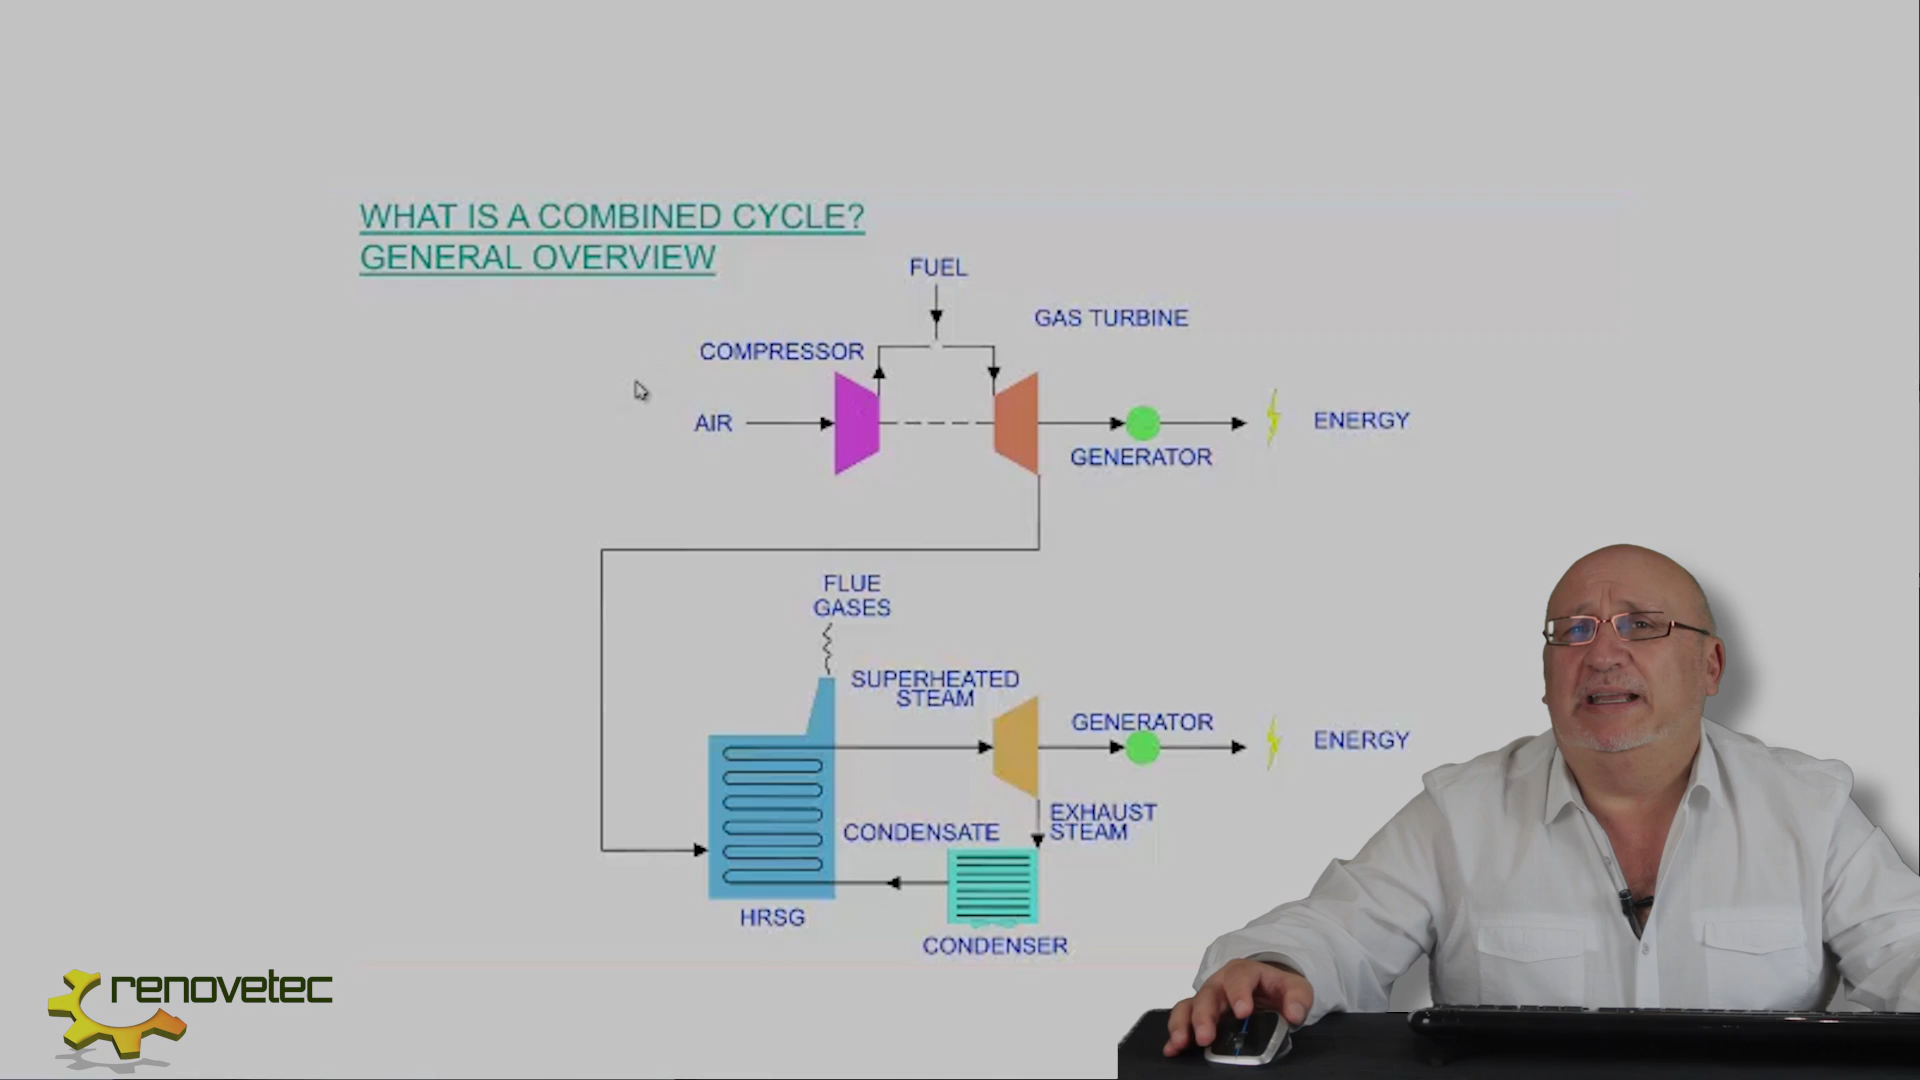 WHAT IS A COMBINED CYCLE?
GENERAL OVERVIEW
FUEL
GAS TURBINE
COMPRESSOR
AIR
ENERGY
GENERATOR
FLUE
GASES
SUPERHEATED
STEAM
GENERATOR
ENERGY
EXHAUST
STEAM
CONDENSATE
HRSG
CONDENSER
renovetec